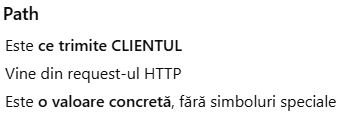 Path
Este ce trimite CLIENTUL
Vine din request-ul HTTP
Este o valoare concretă, fără simboluri speciale